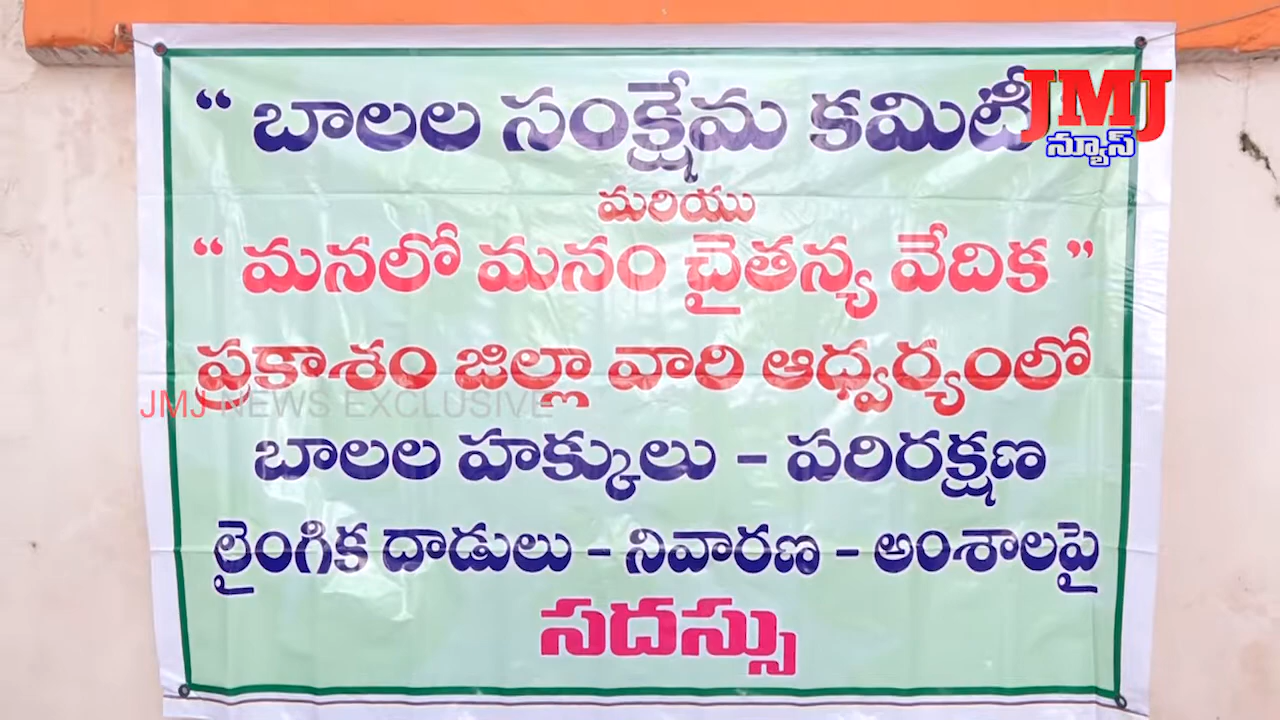 “ బాలల సంక్షేమ కమిటీ
JMJ
న్యూస్
మరియు
“ మనలో మనం చైతన్య వేదిక ”
ప్రకాశం జిల్లా వారి ఆధ్వర్యంలో
JMJ NEWS EXCLUSIVE
బాలల హక్కులు – పరిరక్షణ
లైంగిక దాడులు – నివారణ – అంశాలపై
సదస్సు